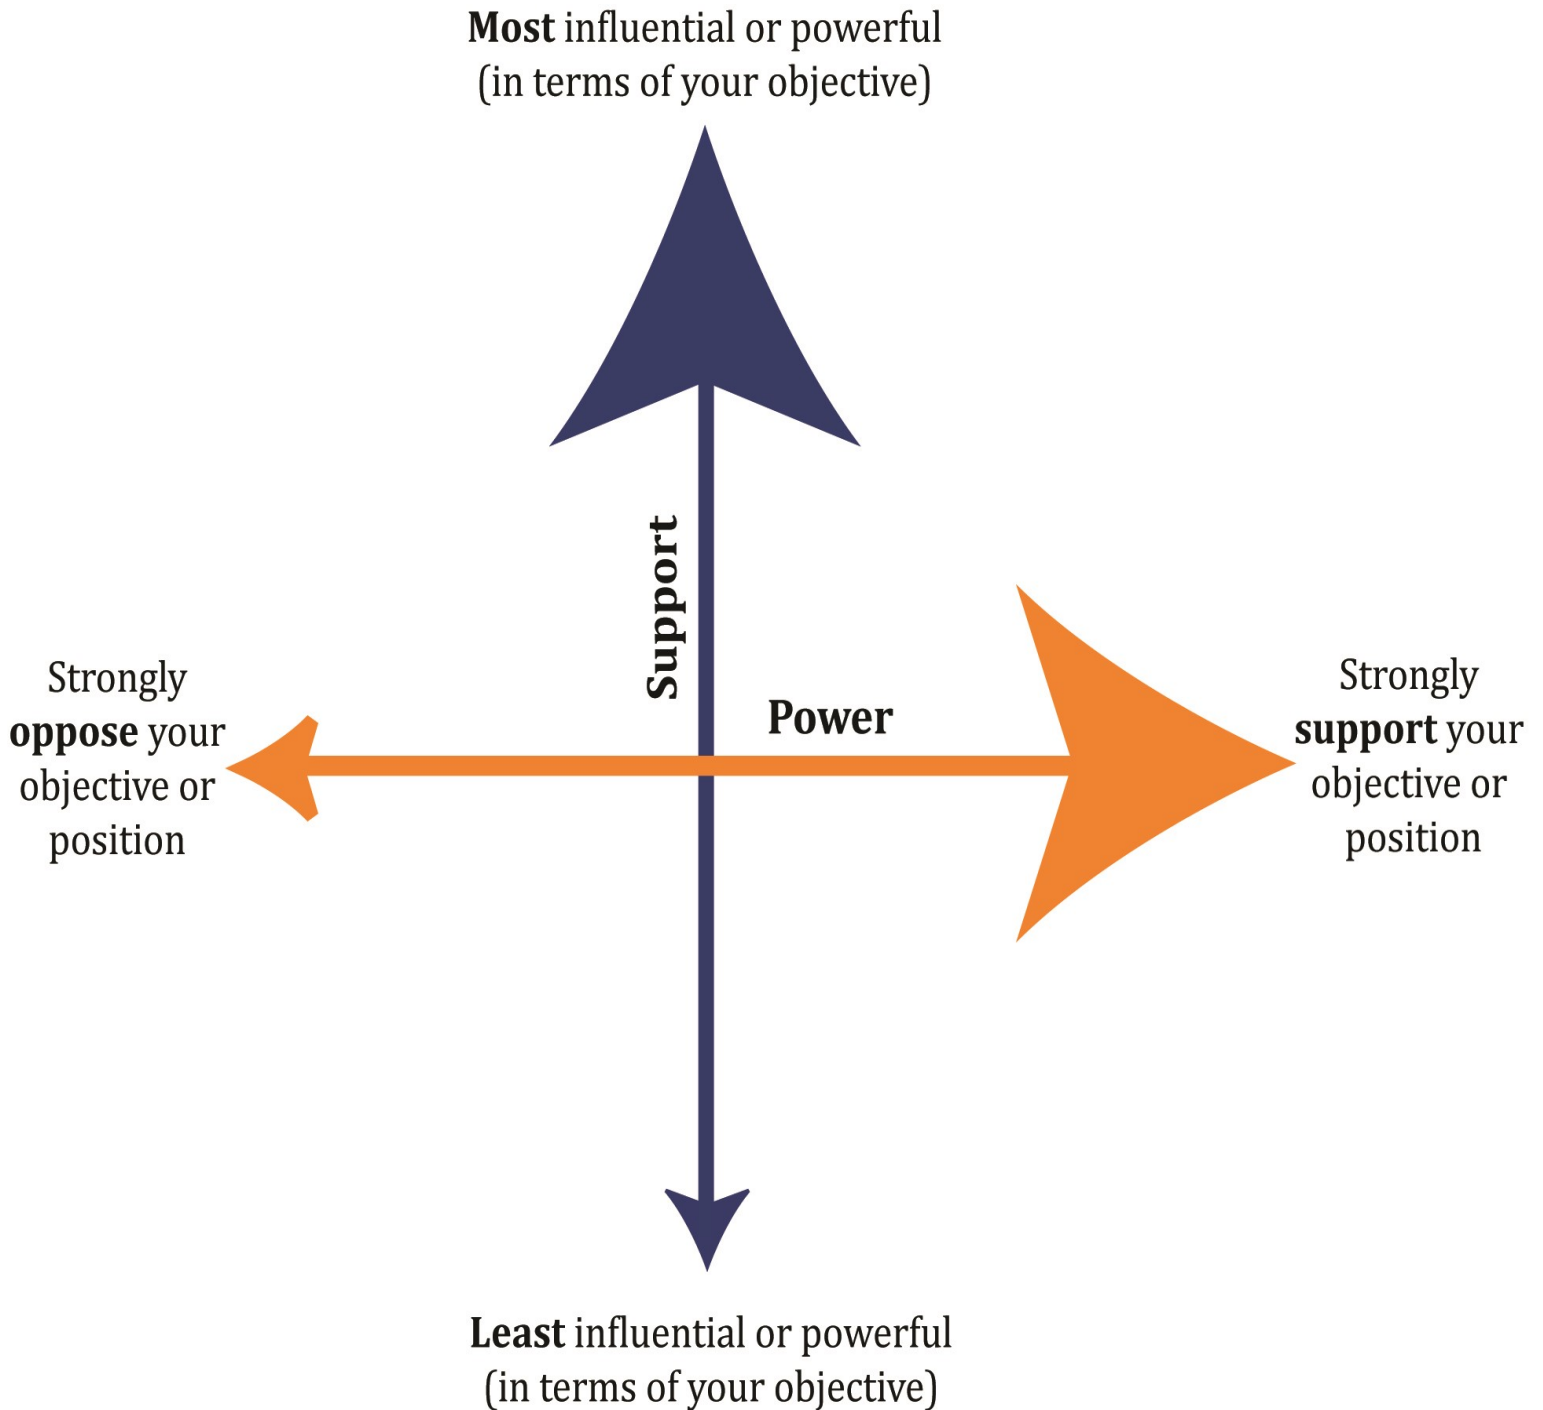 Most influential or powerful
(in terms of your objective)
Support
Power
Strongly
oppose your
objective or
position
Strongly
support your
objective or
position
Least influential or powerful
(in terms of your objective)